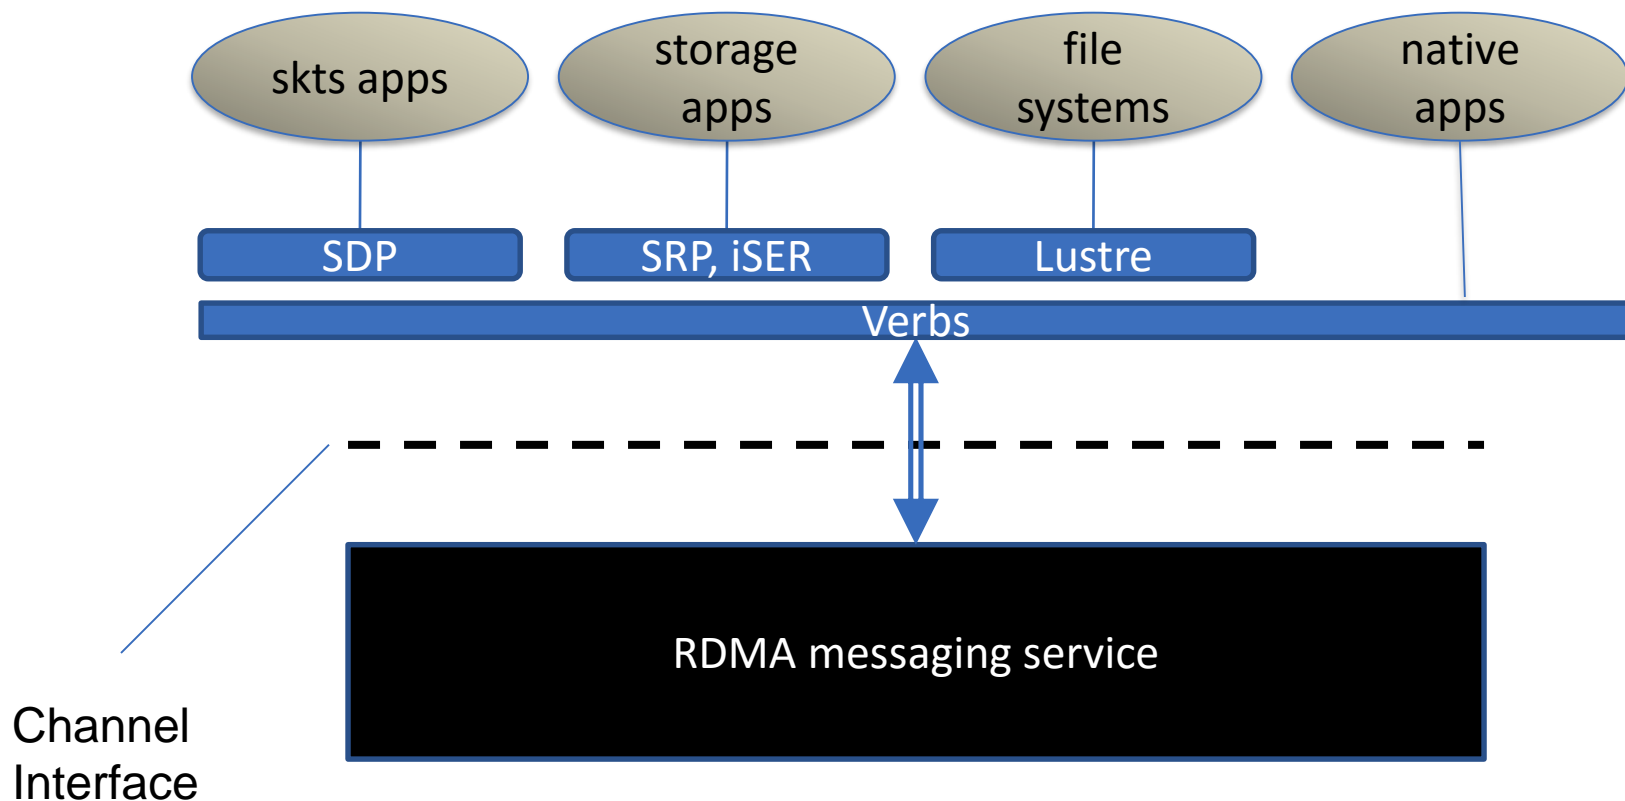 skts apps
storage
apps
file
systems
native
apps
SDP
SRP, iSER
Lustre
Verbs
RDMA messaging service
Channel
Interface